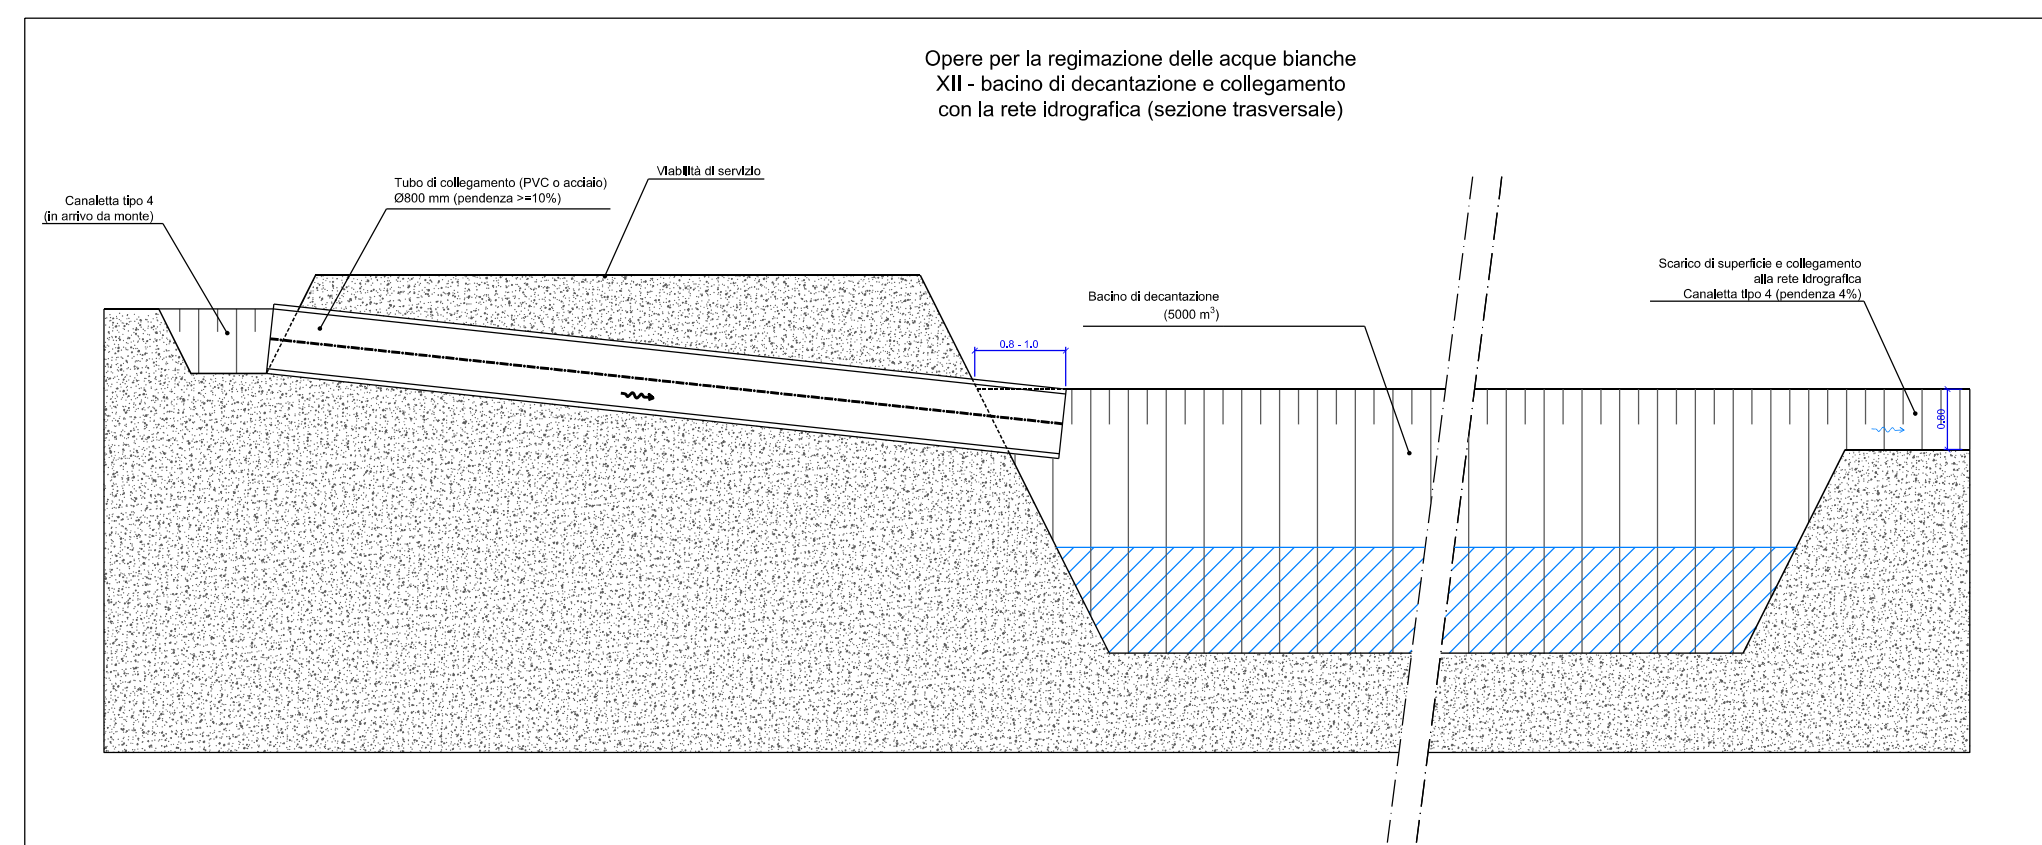 Opere per la regimazione delle acque bianche
XII - bacino di decantazione e collegamento
con la rete idrografica (sezione trasversale)
Canaletta tipo 4
(in arrivo da monte)
Tubo di collegamento (PVC o acciaio)
Ø800 mm (pendenza >=10%)
Viabilità di servizio
Bacino di decantazione
(5000 m³)
Scarico di superficie e collegamento
alla rete idrografica
Canaletta tipo 4 (pendenza 4%)
0.8 - 1.0
0.80